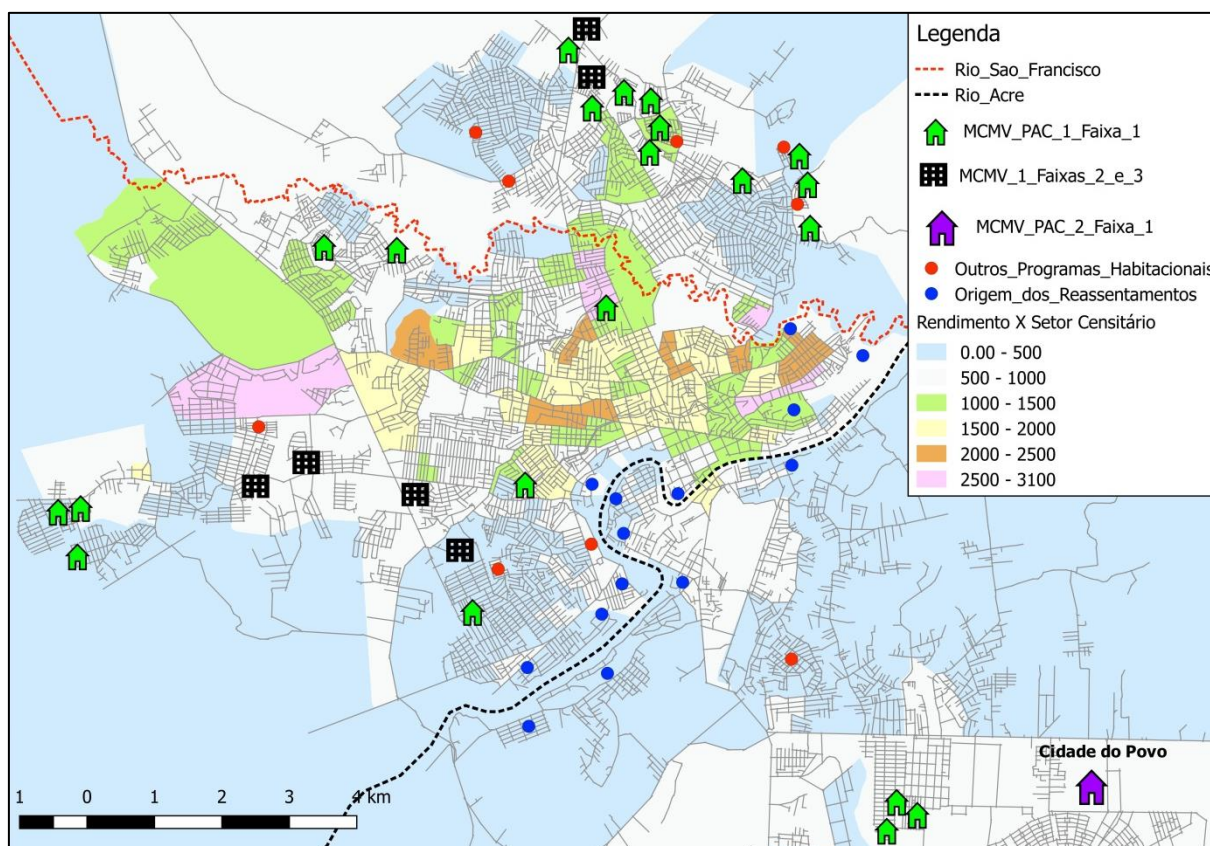 Legenda
Rio_Sao_Francisco
Rio_Acre
MCMV_PAC_1_Faixa_1
MCMV_1_Faixas_2_e_3
MCMV_PAC_2_Faixa_1
Outros_Programas_Habitacionais
Origem_dos_Reassentamentos
Rendimento X Setor Censitário
0.00 - 500
500 - 1000
1000 - 1500
1500 - 2000
2000 - 2500
2500 - 3100
Cidade do Povo
1 0 1 2 3 4 km